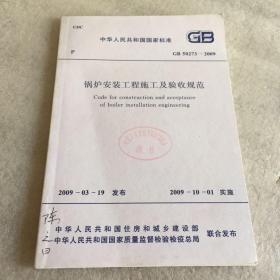 UDC
中华人民共和国国家标准
GB
P
GB 50273－2009
锅炉安装工程施工及验收规范
Code for construction and acceptance
of boiler installation engineering
2009－03－19 发布
2009－10－01 实施
中华人民共和国住房和城乡建设部
中华人民共和国国家质量监督检验检疫总局
联合发布